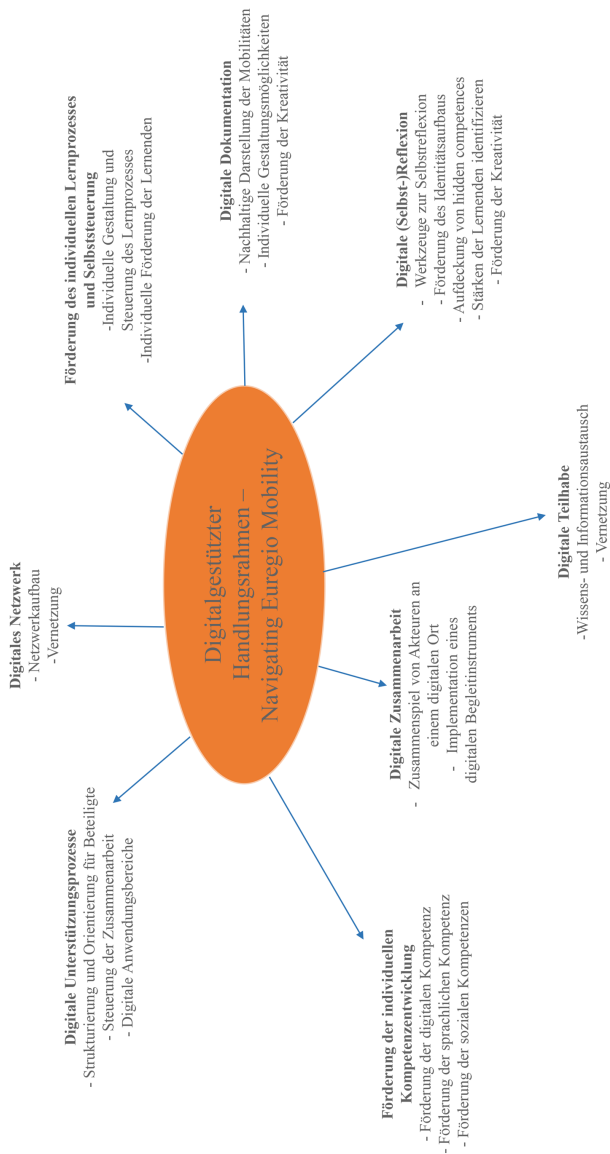 Digitale Unterstützungsprozesse
- Strukturierung und Orientierung für Beteiligte
- Steuerung der Zusammenarbeit
- Digitale Anwendungsbereiche
Digitales Netzwerk
- Netzwerkaufbau
-Vernetzung
Förderung des individuellen Lernprozesses
und Selbststeuerung
-Individuelle Gestaltung und
Steuerung des Lernprozesses
-Individuelle Förderung der Lernenden
Digitalgestützter
Handlungsrahmen –
Navigating Euregio Mobility
Digitale Dokumentation
- Nachhaltige Darstellung der Mobilitäten
- Individuelle Gestaltungsmöglichkeiten
- Förderung der Kreativität
Förderung der individuellen
Kompetenzentwicklung
- Förderung der digitalen Kompetenz
- Förderung der sprachlichen Kompetenz
- Förderung der sozialen Kompetenzen
Digitale Zusammenarbeit
- Zusammenspiel von Akteuren an
einem digitalen Ort
- Implementation eines
digitalen Begleitinstruments
Digitale Teilhabe
-Wissens- und Informationsaustausch
- Vernetzung
Digitale (Selbst-)Reflexion
- Werkzeuge zur Selbstreflexion
- Förderung des Identitätsaufbaus
- Aufdeckung von hidden competences
- Stärken der Lernenden identifizieren
- Förderung der Kreativität